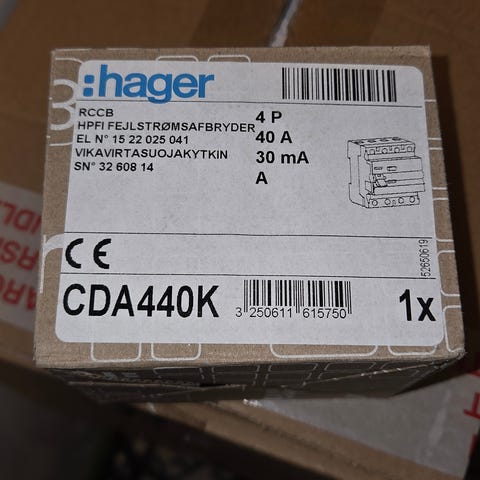 :hager
RCCB
HPFI FEJLSTRØMSAFBRYDER
EL N° 15 22 025 041
VIKAVIRTASUOJAKYTKIN
SN° 32 608 14
4 P
40 A
30 mA
A
52650619
CE
CDA440K
3 250611 615750
1x